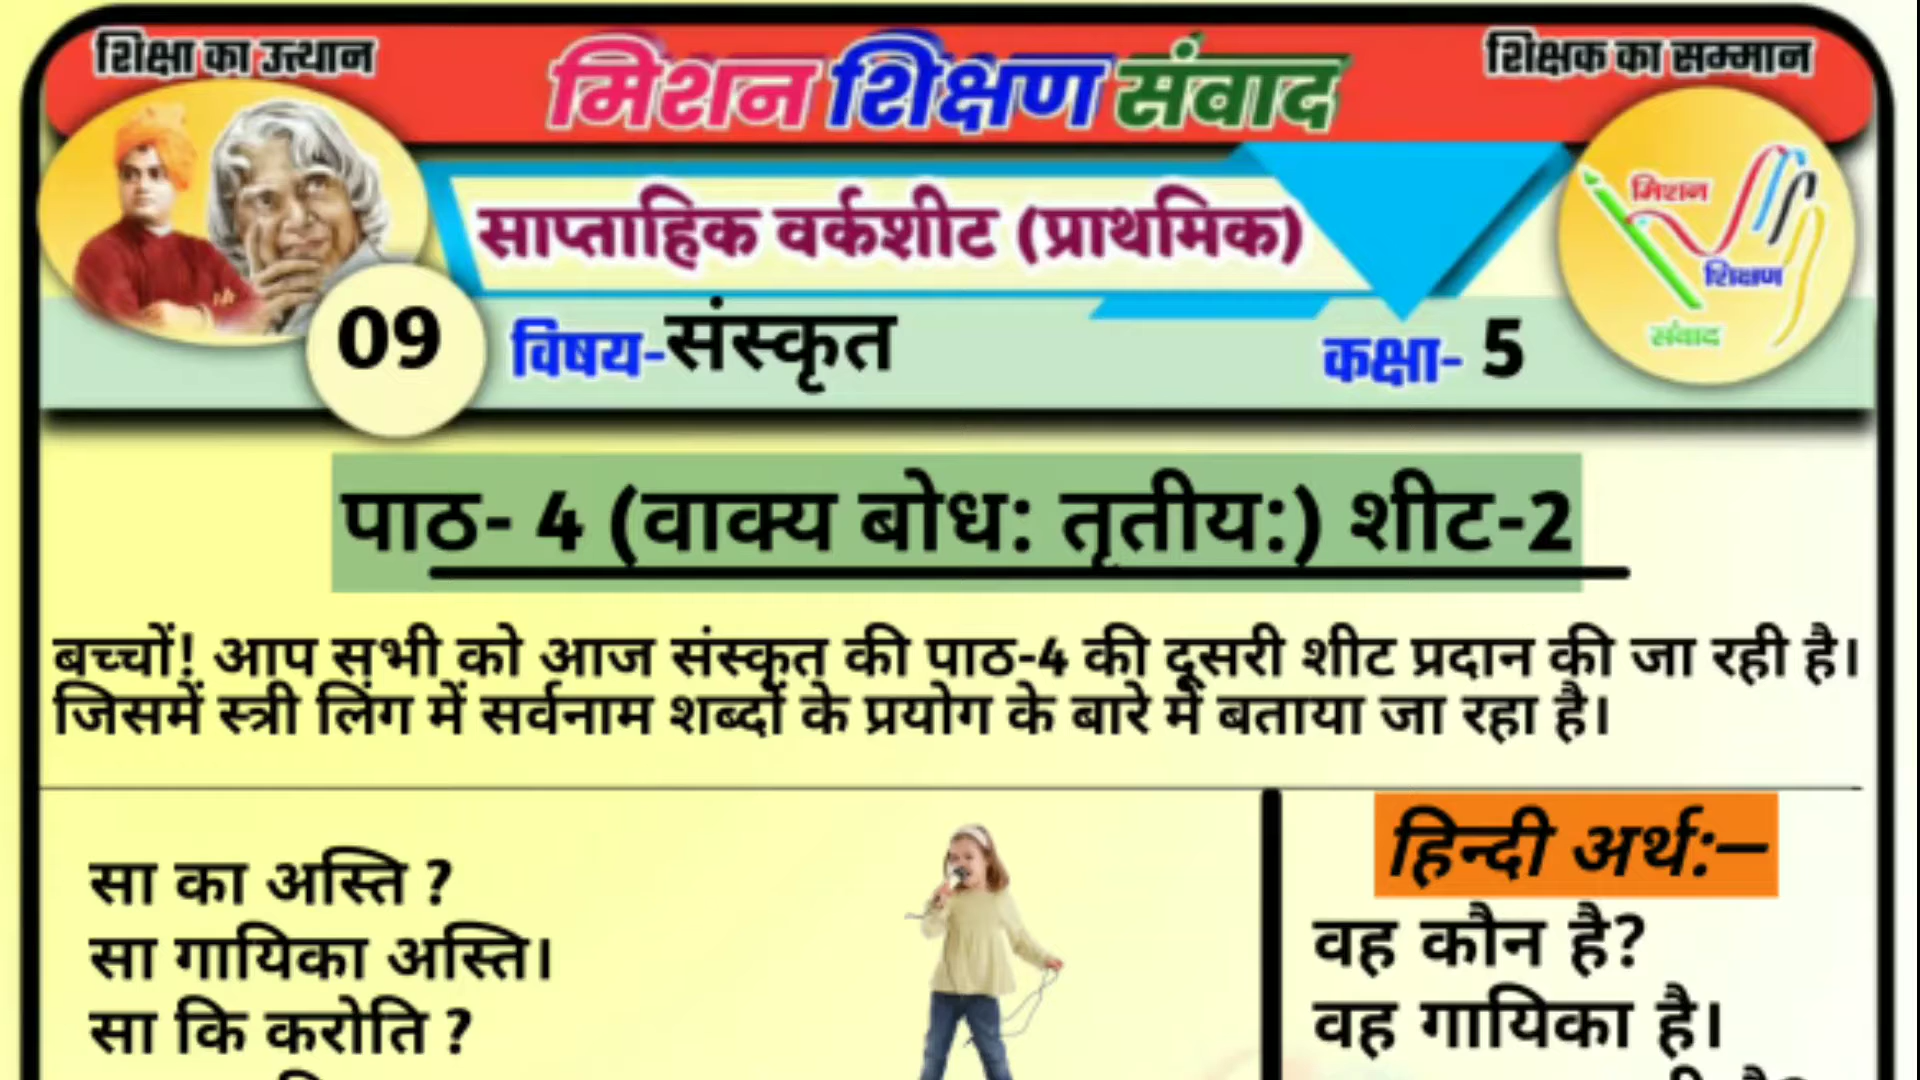 शिक्षा का उत्थान
मिशन शिक्षण संवाद
शिक्षक का सम्मान
साप्ताहिक वर्कशीट (प्राथमिक)
मिशन
शिक्षण
संवाद
09
विषय-संस्कृत
कक्षा- 5
पाठ- 4 (वाक्य बोध: तृतीय:) शीट-2
बच्चों! आप सभी को आज संस्कृत की पाठ-4 की दूसरी शीट प्रदान की जा रही है।
जिसमें स्त्री लिंग में सर्वनाम शब्दों के प्रयोग के बारे में बताया जा रहा है।
सा का अस्ति ?
सा गायिका अस्ति।
सा कि करोति ?
हिन्दी अर्थ:–
वह कौन है?
वह गायिका है।